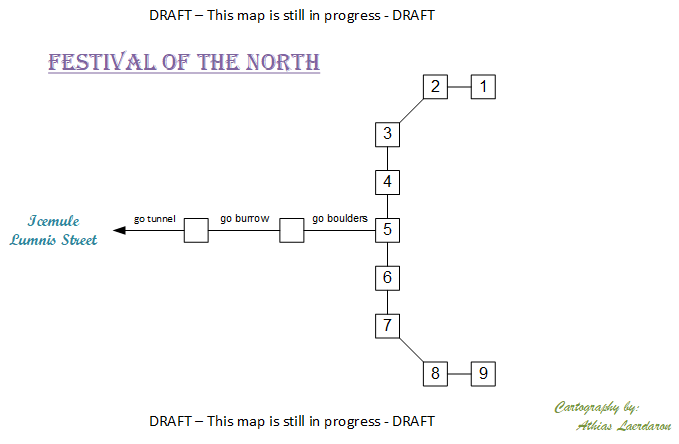 DRAFT – This map is still in progress - DRAFT
FESTIVAL OF THE NORTH
2 1
3
4
Icemule
Lumnis Street
go tunnel go burrow go boulders 5
6
7
8 9
Cartography by:
Athias Laerdaron
DRAFT – This map is still in progress - DRAFT